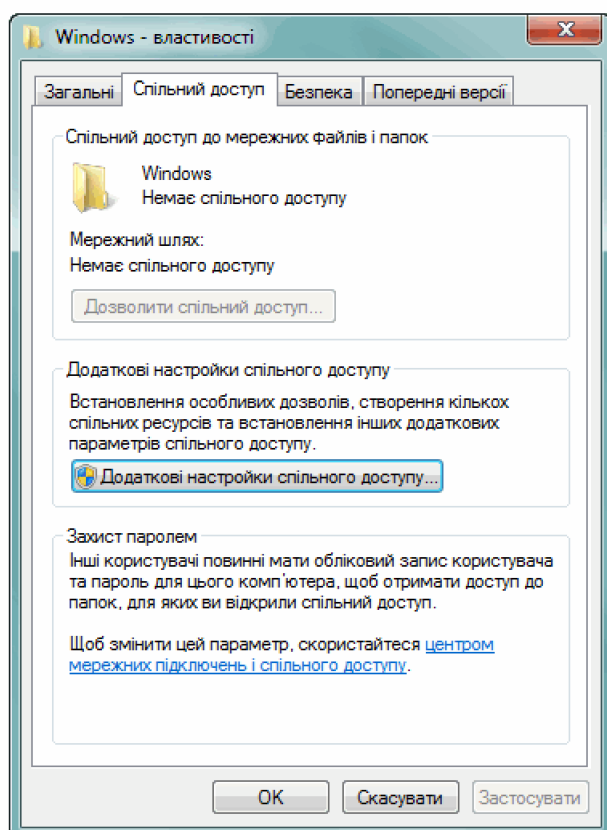 Windows - властивості
Загальні Спільний доступ Безпека Попередні версії
Спільний доступ до мережних файлів і папок
Windows
Немає спільного доступу
Мережний шлях:
Немає спільного доступу
Дозволити спільний доступ...
Додаткові настройки спільного доступу
Встановлення особливих дозволів, створення кількох
спільних ресурсів та встановлення інших додаткових
параметрів спільного доступу.
Додаткові настройки спільного доступу...
Захист паролем
Інші користувачі повинні мати обліковий запис користувача
та пароль для цього комп'ютера, щоб отримати доступ до
папок, для яких ви відкрили спільний доступ.
Щоб змінити цей параметр, скористайтеся центром
мережних підключень і спільного доступу.
OK Скасувати Застосувати